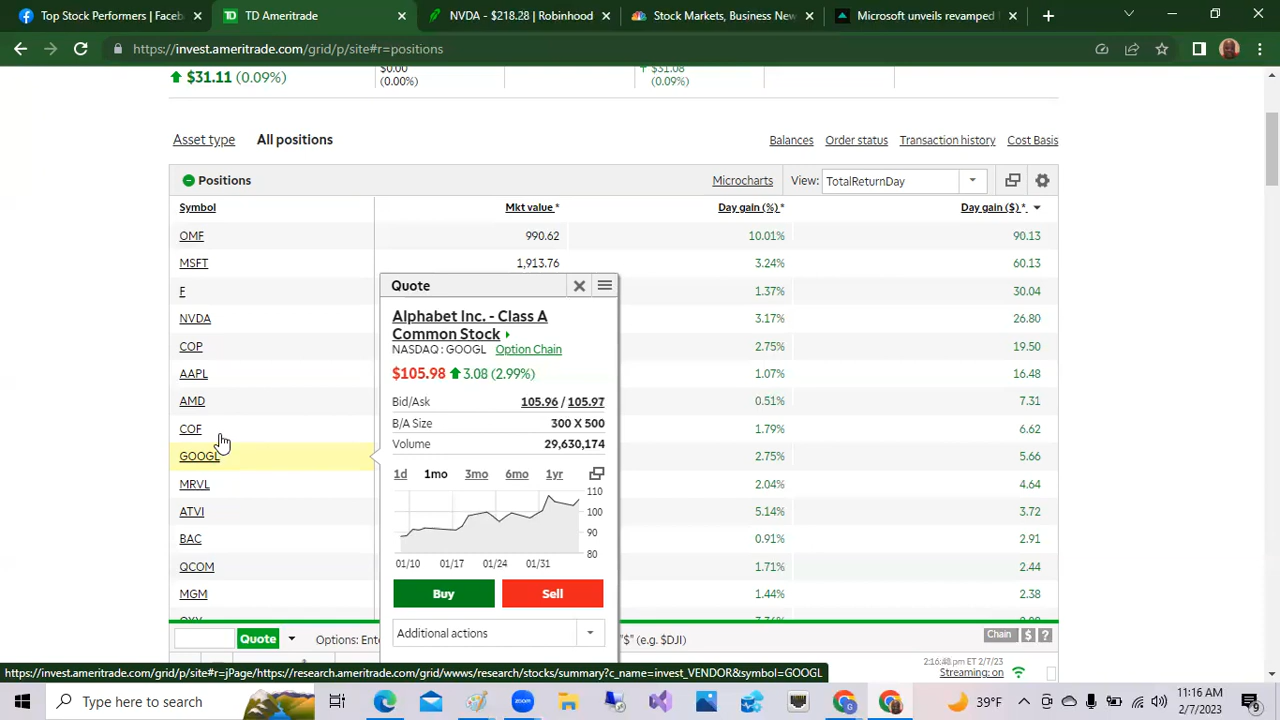 Top Stock Performers | Faceb
TD Ameritrade
NVDA - $218.28 | Robinhood
Stock Markets, Business New
Microsoft unveils revamped
https://invest.ameritrade.com/grid/p/site#r=positions
$31.11 (0.09%)
$0.00
(0.00%)
$31.08
(0.09%)
Asset type All positions
Balances Order status Transaction history Cost Basis
Positions Microcharts View: TotalReturnDay
Symbol Mkt value * Day gain (%) * Day gain ($) *
OMF 990.62 10.01% 90.13
MSFT 1,913.76 3.24% 60.13
F 1.37% 30.04
NVDA 3.17% 26.80
COP 2.75% 19.50
AAPL 1.07% 16.48
AMD 0.51% 7.31
COF 1.79% 6.62
GOOGL 2.75% 5.66
MRVL 2.04% 4.64
ATVI 5.14% 3.72
BAC 0.91% 2.91
QCOM 1.71% 2.44
MGM 1.44% 2.38
Quote
Alphabet Inc. - Class A
Common Stock
NASDAQ : GOOGL Option Chain
$105.98 3.08 (2.99%)
Bid/Ask 105.96 / 105.97
B/A Size 300 X 500
Volume 29,630,174
1d 1mo 3mo 6mo 1yr
110
100
90
80
01/10 01/17 01/24 01/31
Buy Sell
Additional actions
Quote Options: Ente "$" (e.g. $DJI) Chain $ ?
https://invest.ameritrade.com/grid/p/site#r=jPage/https://research.ameritrade.com/grid/wwws/research/stocks/summary?c_name=invest_VENDOR&symbol=GOOGL
2:16:48 pm ET 2/7/23
Streaming: on
Type here to search
zoom
G
39°F
11:16 AM
2/7/2023
9